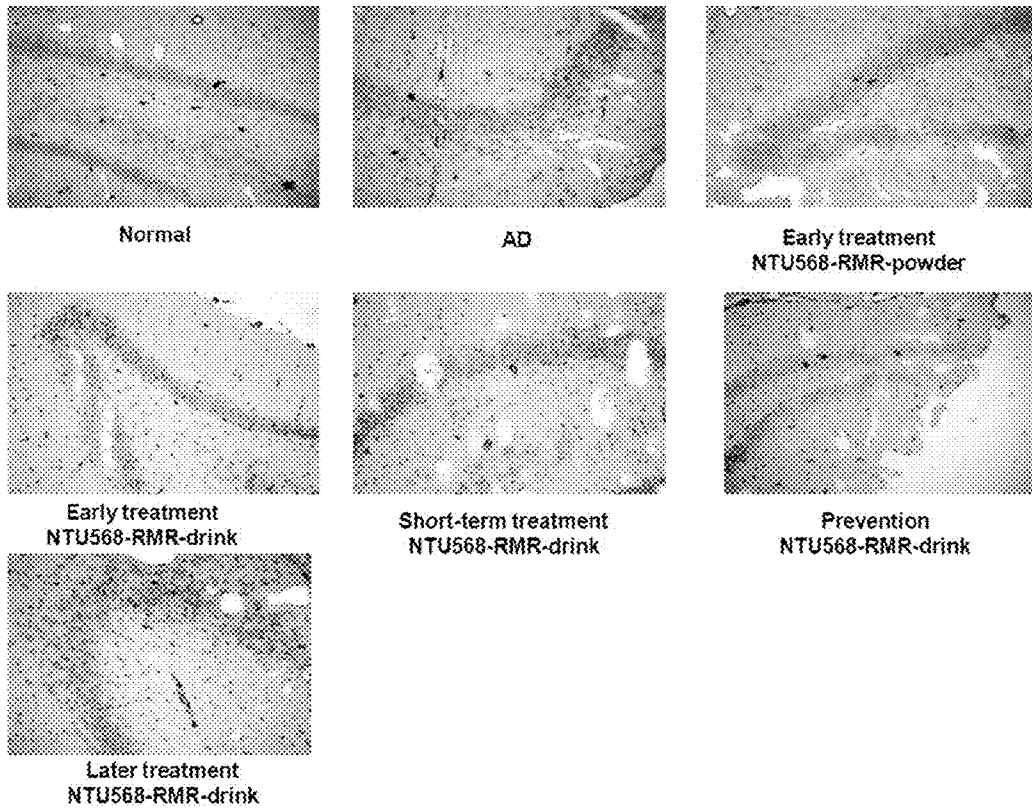 Normal
AD
Early treatment
NTU568-RMR-powder
Early treatment
NTU568-RMR-drink
Short-term treatment
NTU568-RMR-drink
Prevention
NTU568-RMR-drink
Later treatment
NTU568-RMR-drink